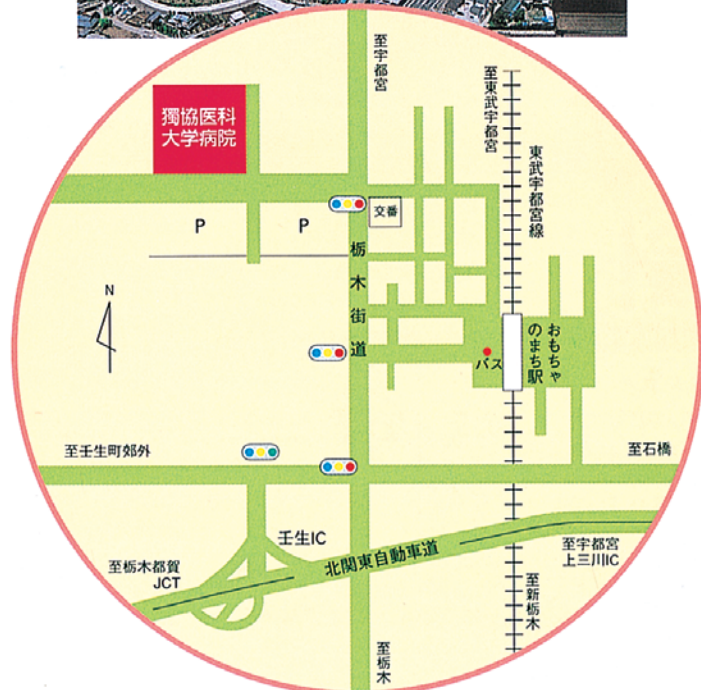 至宇都宮
至東武宇都宮
獨協医科
大学病院
東武宇都宮線
P
P
交番
栃木街道
N
おもちゃ
のまち駅
バス
至壬生町郊外
至石橋
壬生IC
北関東自動車道
至栃木都賀
JCT
至宇都宮
上三川IC
至新栃木
至栃木